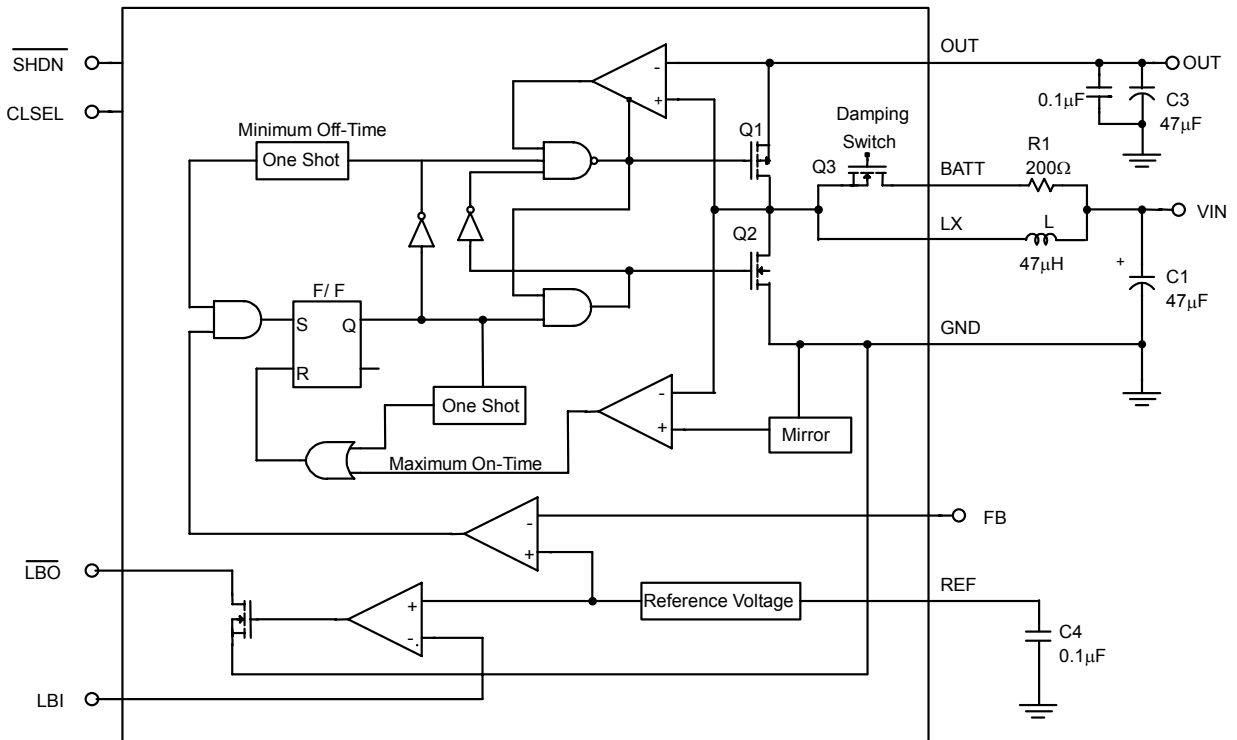 SHDN
CLSEL
OUT
OUT
0.1µF
C3
47µF
Minimum Off-Time
One Shot
-
+
Q1
Damping
Switch
Q3
BATT
R1
200Ω
VIN
LX
L
47µH
Q2
+
C1
47µF
F/ F
S
Q
R
GND
One Shot
-
+
Mirror
Maximum On-Time
-
+
FB
LBO
+
-.
Reference Voltage
REF
C4
0.1µF
LBI